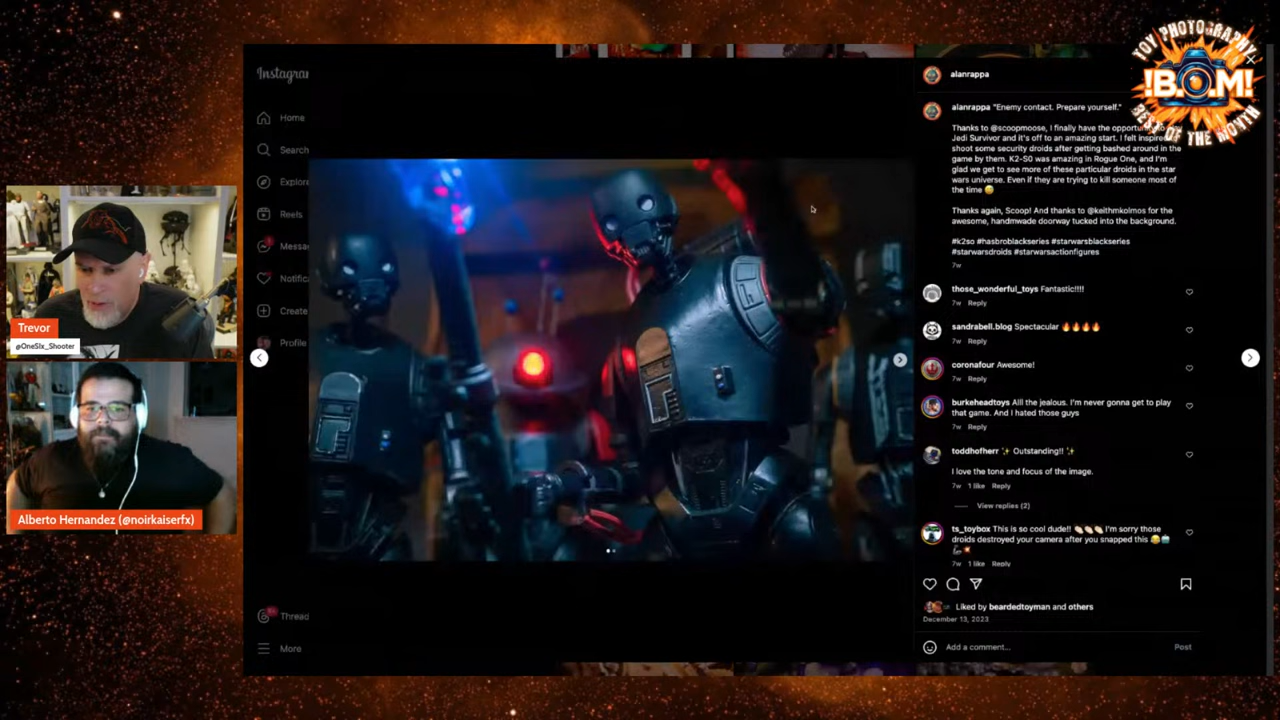 TOY PHOTOGRAPHY
!B.O.M!
BEST OF THE MONTH
Instagram
Home
Search
Explore
Reels
Messa
Notific
Create
Profile
Thread
More
Trevor
@OneSix_Shooter
Alberto Hernandez (@noirkaiserfx)
alanrappa
alanrappa "Enemy contact. Prepare yourself."
Thanks to @scoopmoose, I finally have the opportu
Jedi Survivor and it's off to an amazing start. I felt inspired
shoot some security droids after getting bashed around in the
game by them. K2-S0 was amazing in Rogue One, and I'm
glad we get to see more of these particular droids in the star
wars universe. Even if they are trying to kill someone most of
the time 😅
Thanks again, Scoop! And thanks to @keithmkoimos for the
awesome, handmwade doorway tucked into the background.
#k2so #hasbroblackseries #starwarsblackseries
#starwarsdroids #starwarsactionfigures
7w
those_wonderful_toys Fantastic!!!!
7w Reply
sandrabell.blog Spectacular 🔥🔥🔥🔥
7w Reply
coronafour Awesome!
7w Reply
burkeheadtoys Alll the jealous. I'm never gonna get to play
that game. And I hated those guys
7w Reply
toddhofherr ✨ Outstanding!! ✨
I love the tone and focus of the image.
7w 1 like Reply
View replies (2)
ts_toybox This is so cool dude!! 👏🏻👏🏻👏🏻 I'm sorry those
droids destroyed your camera after you snapped this 😂🤖
🦾💥
7w 1 like Reply
Liked by beardedtoyman and others
December 13, 2023
Add a comment...
Post